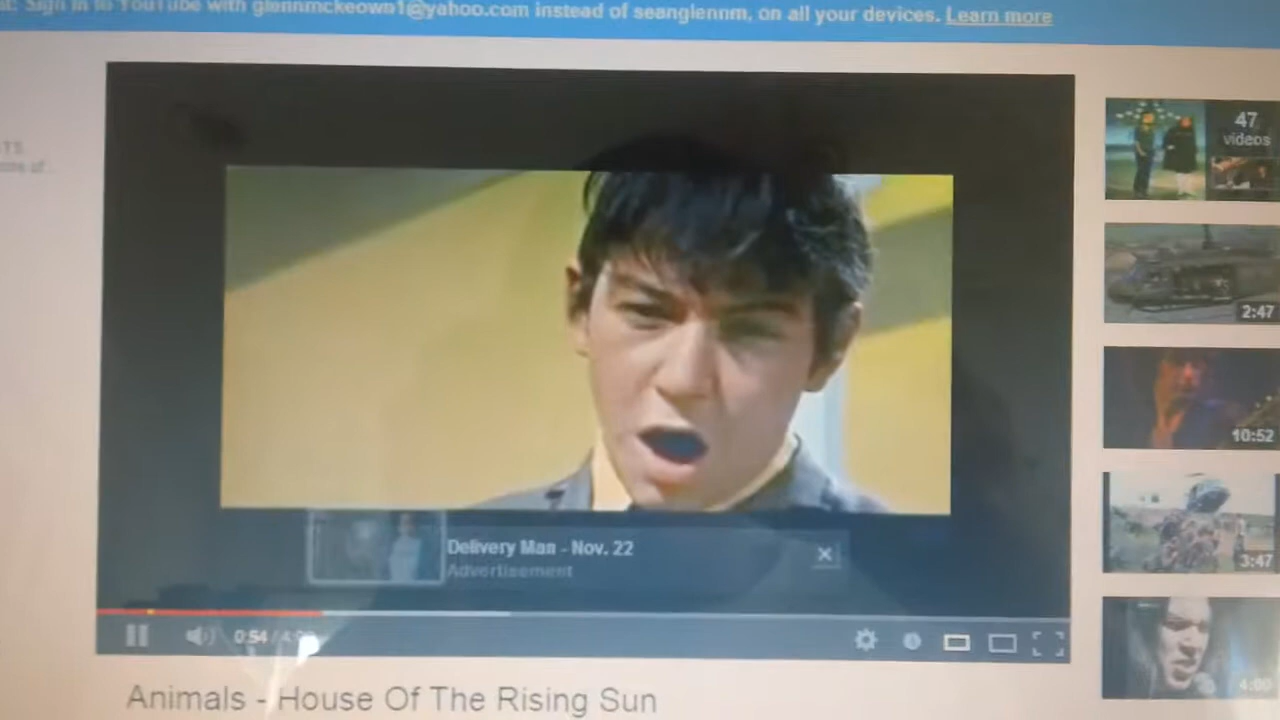 Sign in to YouTube with glennmckeown1@yahoo.com instead of seanglennm, on all your devices. Learn more
47
videos
2:47
10:52
3:47
4:00
Delivery Man - Nov. 22
Advertisement
0:54 /
Animals - House Of The Rising Sun